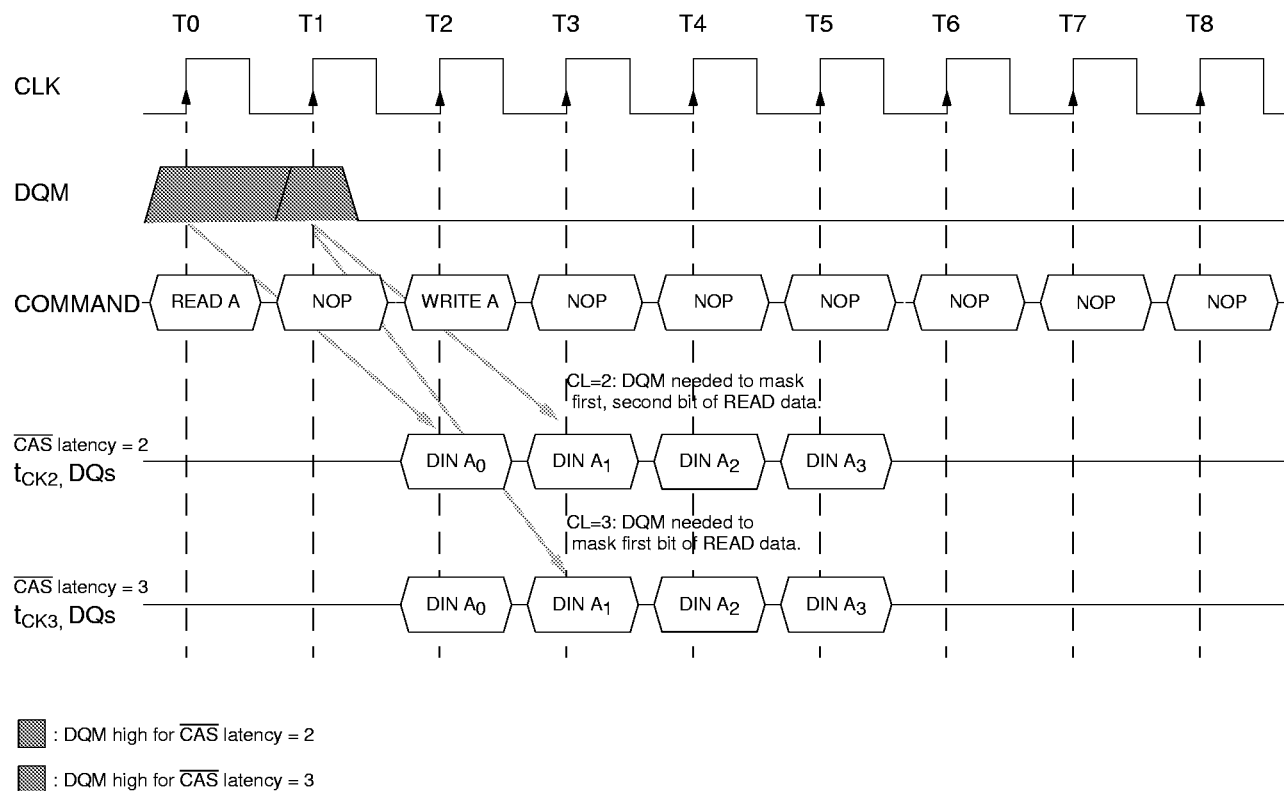 T0 T1 T2 T3 T4 T5 T6 T7 T8
CLK
DQM
COMMAND READ A NOP WRITE A NOP NOP NOP NOP NOP NOP
CL=2: DQM needed to mask
first, second bit of READ data.
CAS latency = 2
tCK2, DQs DIN A0 DIN A1 DIN A2 DIN A3
CL=3: DQM needed to
mask first bit of READ data.
CAS latency = 3
tCK3, DQs DIN A0 DIN A1 DIN A2 DIN A3
: DQM high for CAS latency = 2
: DQM high for CAS latency = 3